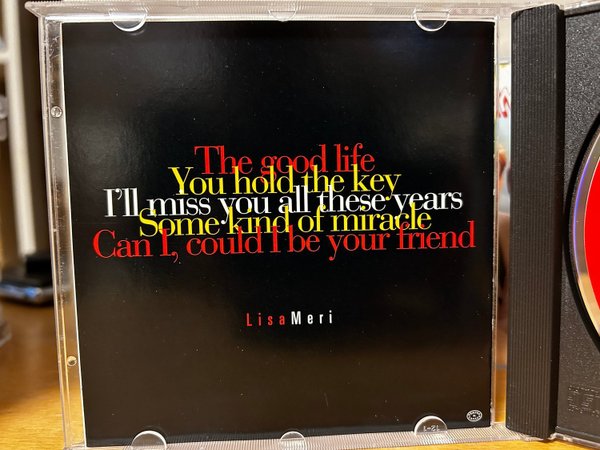 The good life
You hold the key
I'll miss you all these years
Some kind of miracle
Can I, could I be your friend
LisaMeri